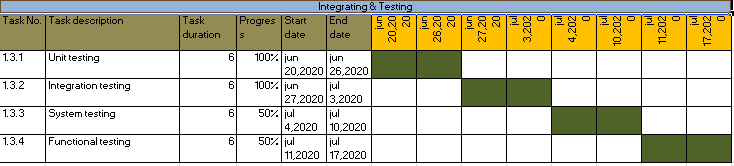 Integrating & Testing
Task No. Task description Task duration Progres s Start date End date jun 20,20 20 jun 26,20 20 jun 27,202 0 jul 3,202 0 jul 4,202 0 jul 10,202 0 jul 11,202 0 jul 17,202 0
1.3.1 Unit testing 6 100% jun 20,2020 jun 26,2020
1.3.2 Integration testing 6 100% jun 27,2020 jul 3,2020
1.3.3 System testing 6 50% jul 4,2020 jul 10,2020
1.3.4 Functional testing 6 50% jul 11,2020 jul 17,2020